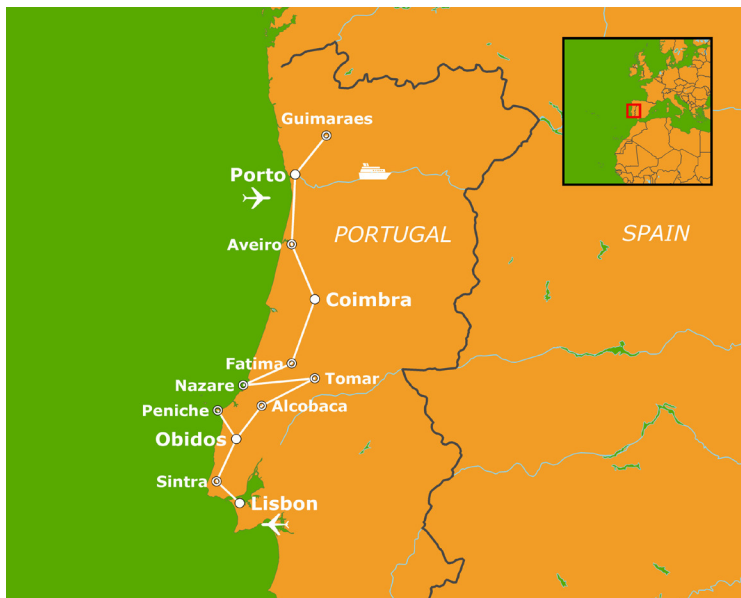 Guimaraes
Porto
PORTUGAL
SPAIN
Aveiro
Coimbra
Fatima
Tomar
Nazare
Alcobaca
Peniche
Obidos
Sintra
Lisbon